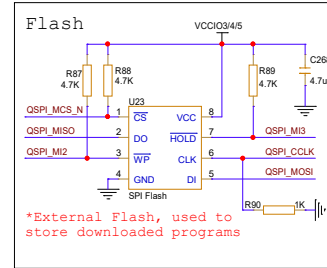 Flash
VCCIO3/4/5
R87
4.7K
R88
4.7K
R89
4.7K
4.7u
U23
QSPI_MCS_N
1
CS
VCC
8
QSPI_MISO
2
DO
HOLD
7
QSPI_MI3
QSPI_MI2
3
WP
CLK
6
QSPI_CCLK
4
GND
DI
5
QSPI_MOSI
SPI Flash
R90
1K
*External Flash, used to
store downloaded programs